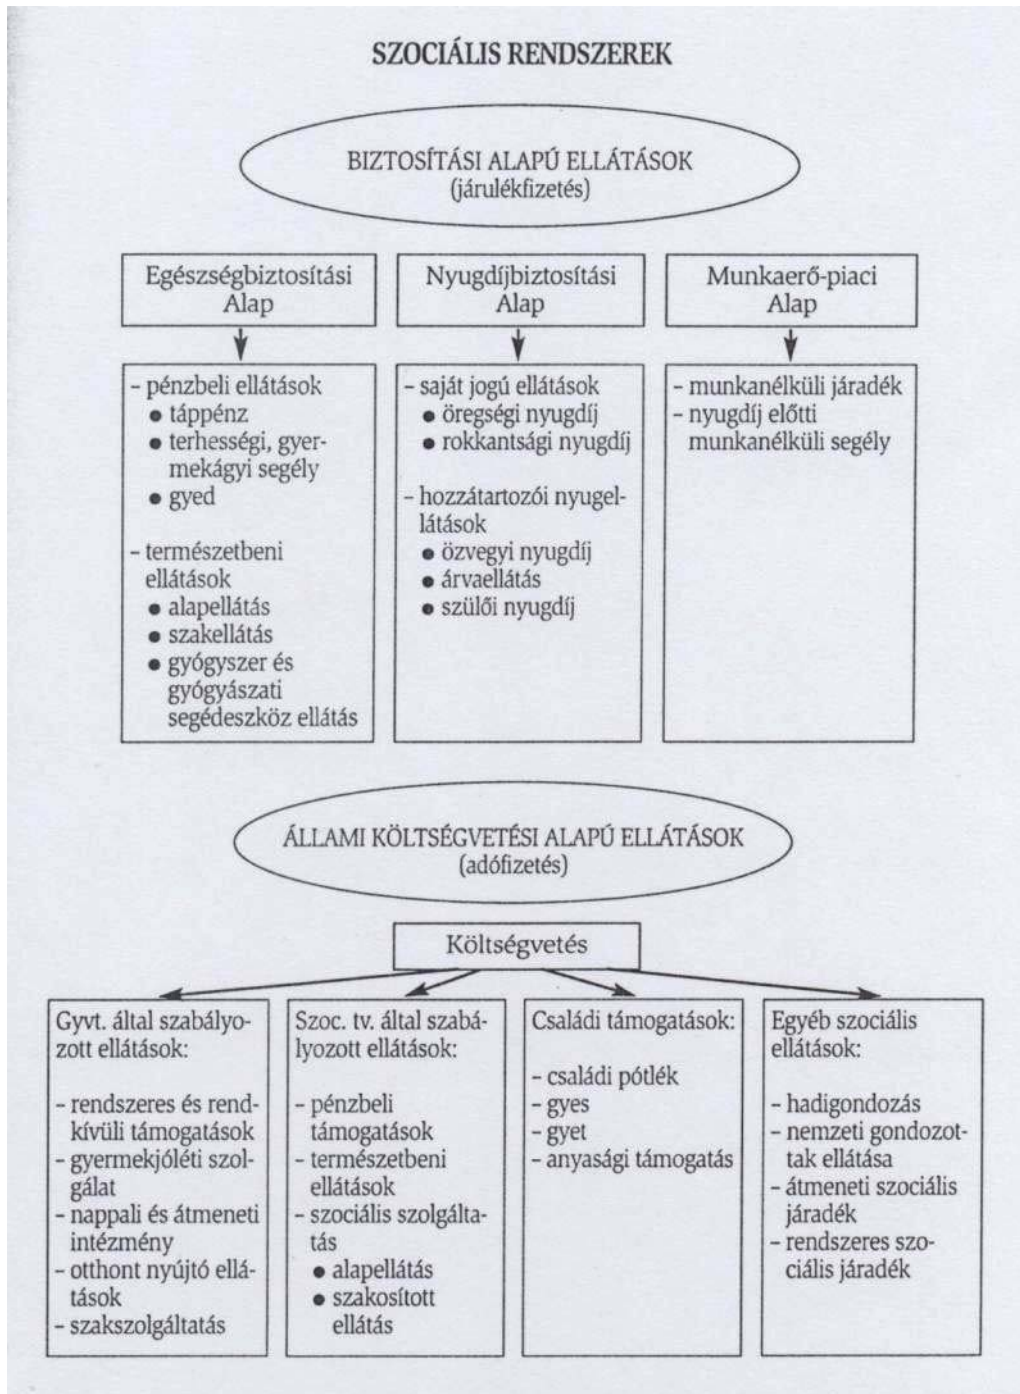 SZOCIÁLIS RENDSZEREK
BIZTOSÍTÁSI ALAPÚ ELLÁTÁSOK
(járulékfizetés)
Egészségbiztosítási
Alap
– pénzbeli ellátások
● táppénz
● terhességi, gyer-
mekágyi segély
● gyed
– természetbeni
ellátások
● alapellátás
● szakellátás
● gyógyszer és
gyógyászati
segédeszköz ellátás
Nyugdíjbiztosítási
Alap
– saját jogú ellátások
● öregségi nyugdíj
● rokkantsági nyugdíj
– hozzátartozói nyugel-
látások
● özvegyi nyugdíj
● árvaellátás
● szülői nyugdíj
Munkaerő-piaci
Alap
– munkanélküli járadék
– nyugdíj előtti
munkanélküli segély
ÁLLAMI KÖLTSÉGVETÉSI ALAPÚ ELLÁTÁSOK
(adófizetés)
Költségvetés
Gyvt. által szabályo-
zott ellátások:
– rendszeres és rend-
kívüli támogatások
– gyermekjóléti szol-
gálat
– nappali és átmeneti
intézmény
– otthont nyújtó ellá-
tások
– szakszolgáltatás
Szoc. tv. által szabá-
lyozott ellátások:
– pénzbeli
támogatások
– természetbeni
ellátások
– szociális szolgálta-
tás
● alapellátás
● szakosított
ellátás
Családi támogatások:
– családi pótlék
– gyes
– gyet
– anyasági támogatás
Egyéb szociális
ellátások:
– hadigondozás
– nemzeti gondozot-
tak ellátása
– átmeneti szociális
járadék
– rendszeres szo-
ciális járadék